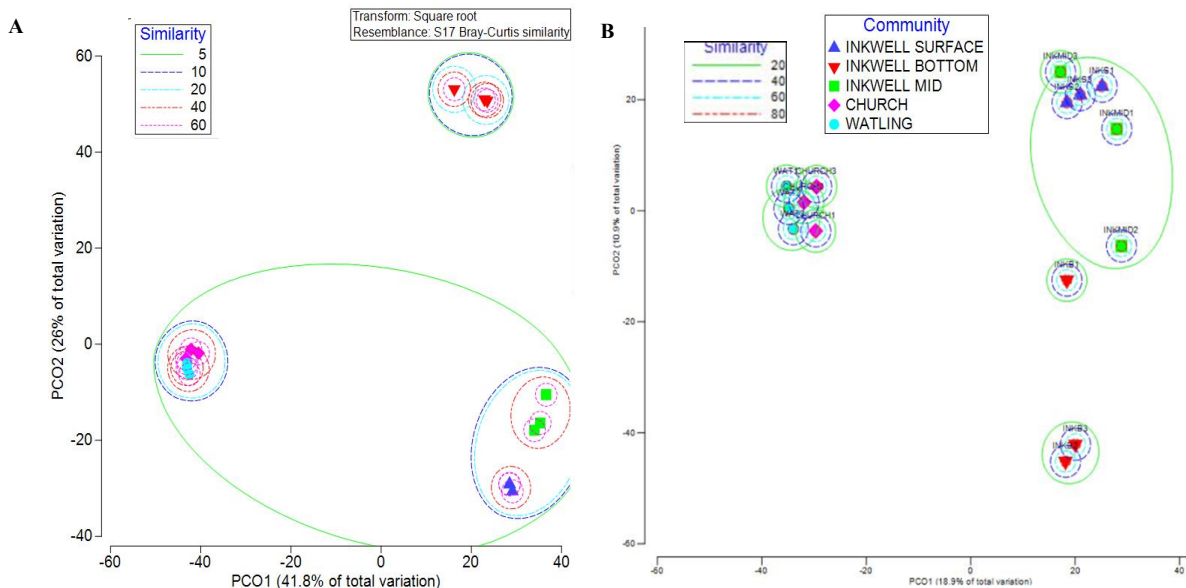 A
Transform: Square root
Resemblance: S17 Bray-Curtis similarity
Similarity
5
10
20
40
60
60
40
20
0
-20
-40
PCO2 (26% of total variation)
-60
-40
-20
0
20
40
PCO1 (41.8% of total variation)
B
Similarity
20
40
60
80
Community
INKWELL SURFACE
INKWELL BOTTOM
INKWELL MID
CHURCH
WATLING
INKMID3
INKS1
INKMID1
INKMID2
INKB1
INKB3
CHURCH3
CHURCH1
20
0
-20
-40
-60
PCO2 (10.9% of total variation)
-60
-40
-20
0
20
40
PCO1 (18.9% of total variation)